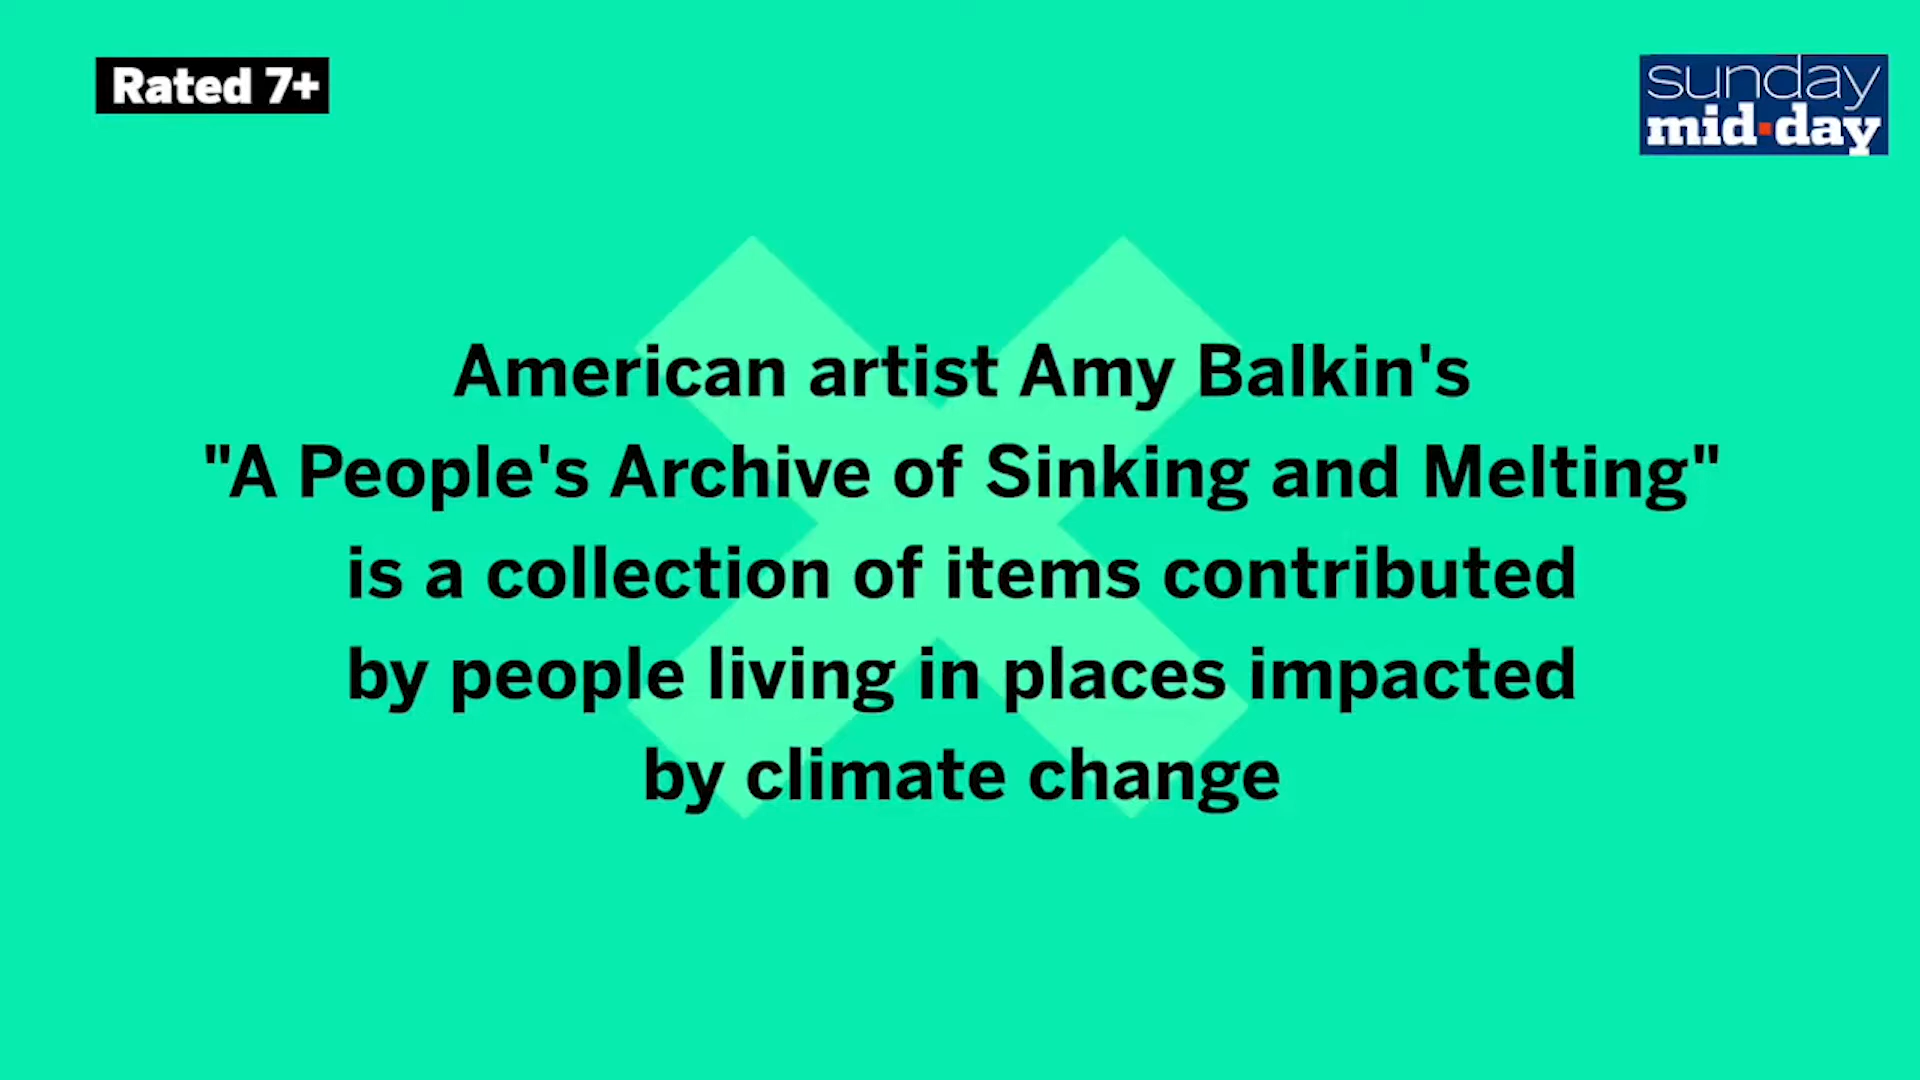 Rated 7+
sunday
mid-day
American artist Amy Balkin's
"A People's Archive of Sinking and Melting"
is a collection of items contributed
by people living in places impacted
by climate change